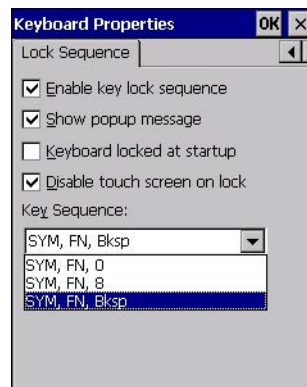 Keyboard Properties OK ×
Lock Sequence
Enable key lock sequence
Show popup message
Keyboard locked at startup
Disable touch screen on lock
Key Sequence:
SYM, FN, Bksp
SYM, FN, 0
SYM, FN, 8
SYM, FN, Bksp